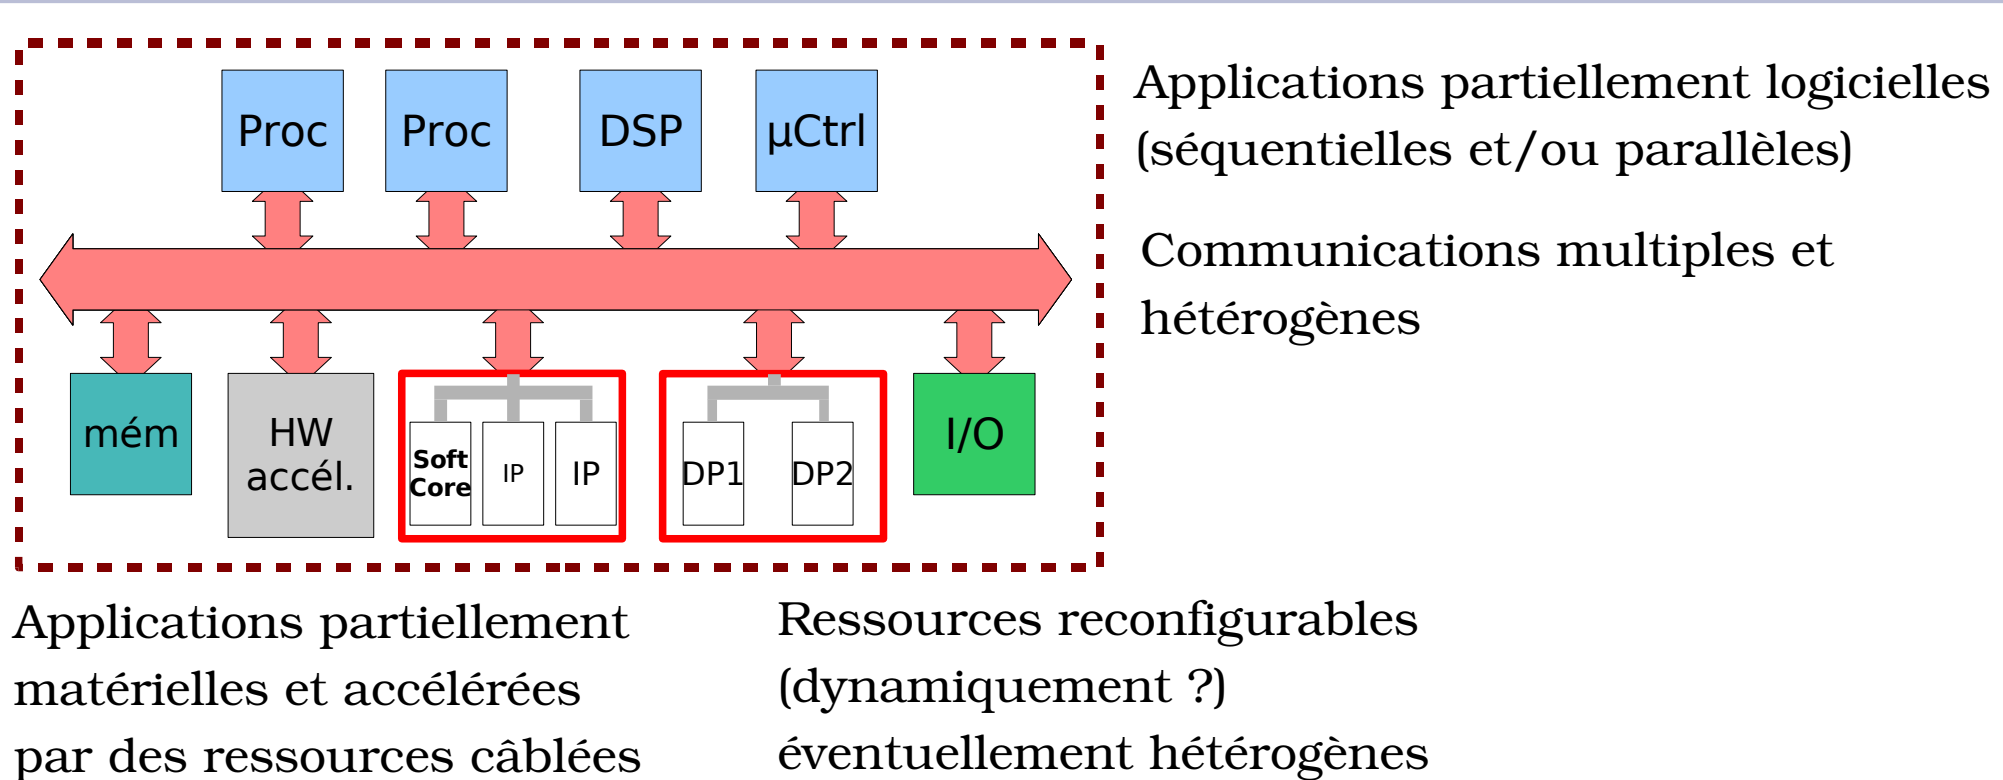 Proc
Proc
DSP
µCtrl
mém
HW
accél.
Soft
Core
IP
IP
DP1
DP2
I/O
Applications partiellement logicielles
(séquentielles et/ou parallèles)
Communications multiples et
hétérogènes
Applications partiellement
matérielles et accélérées
par des ressources câblées
Ressources reconfigurables
(dynamiquement ?)
éventuellement hétérogènes